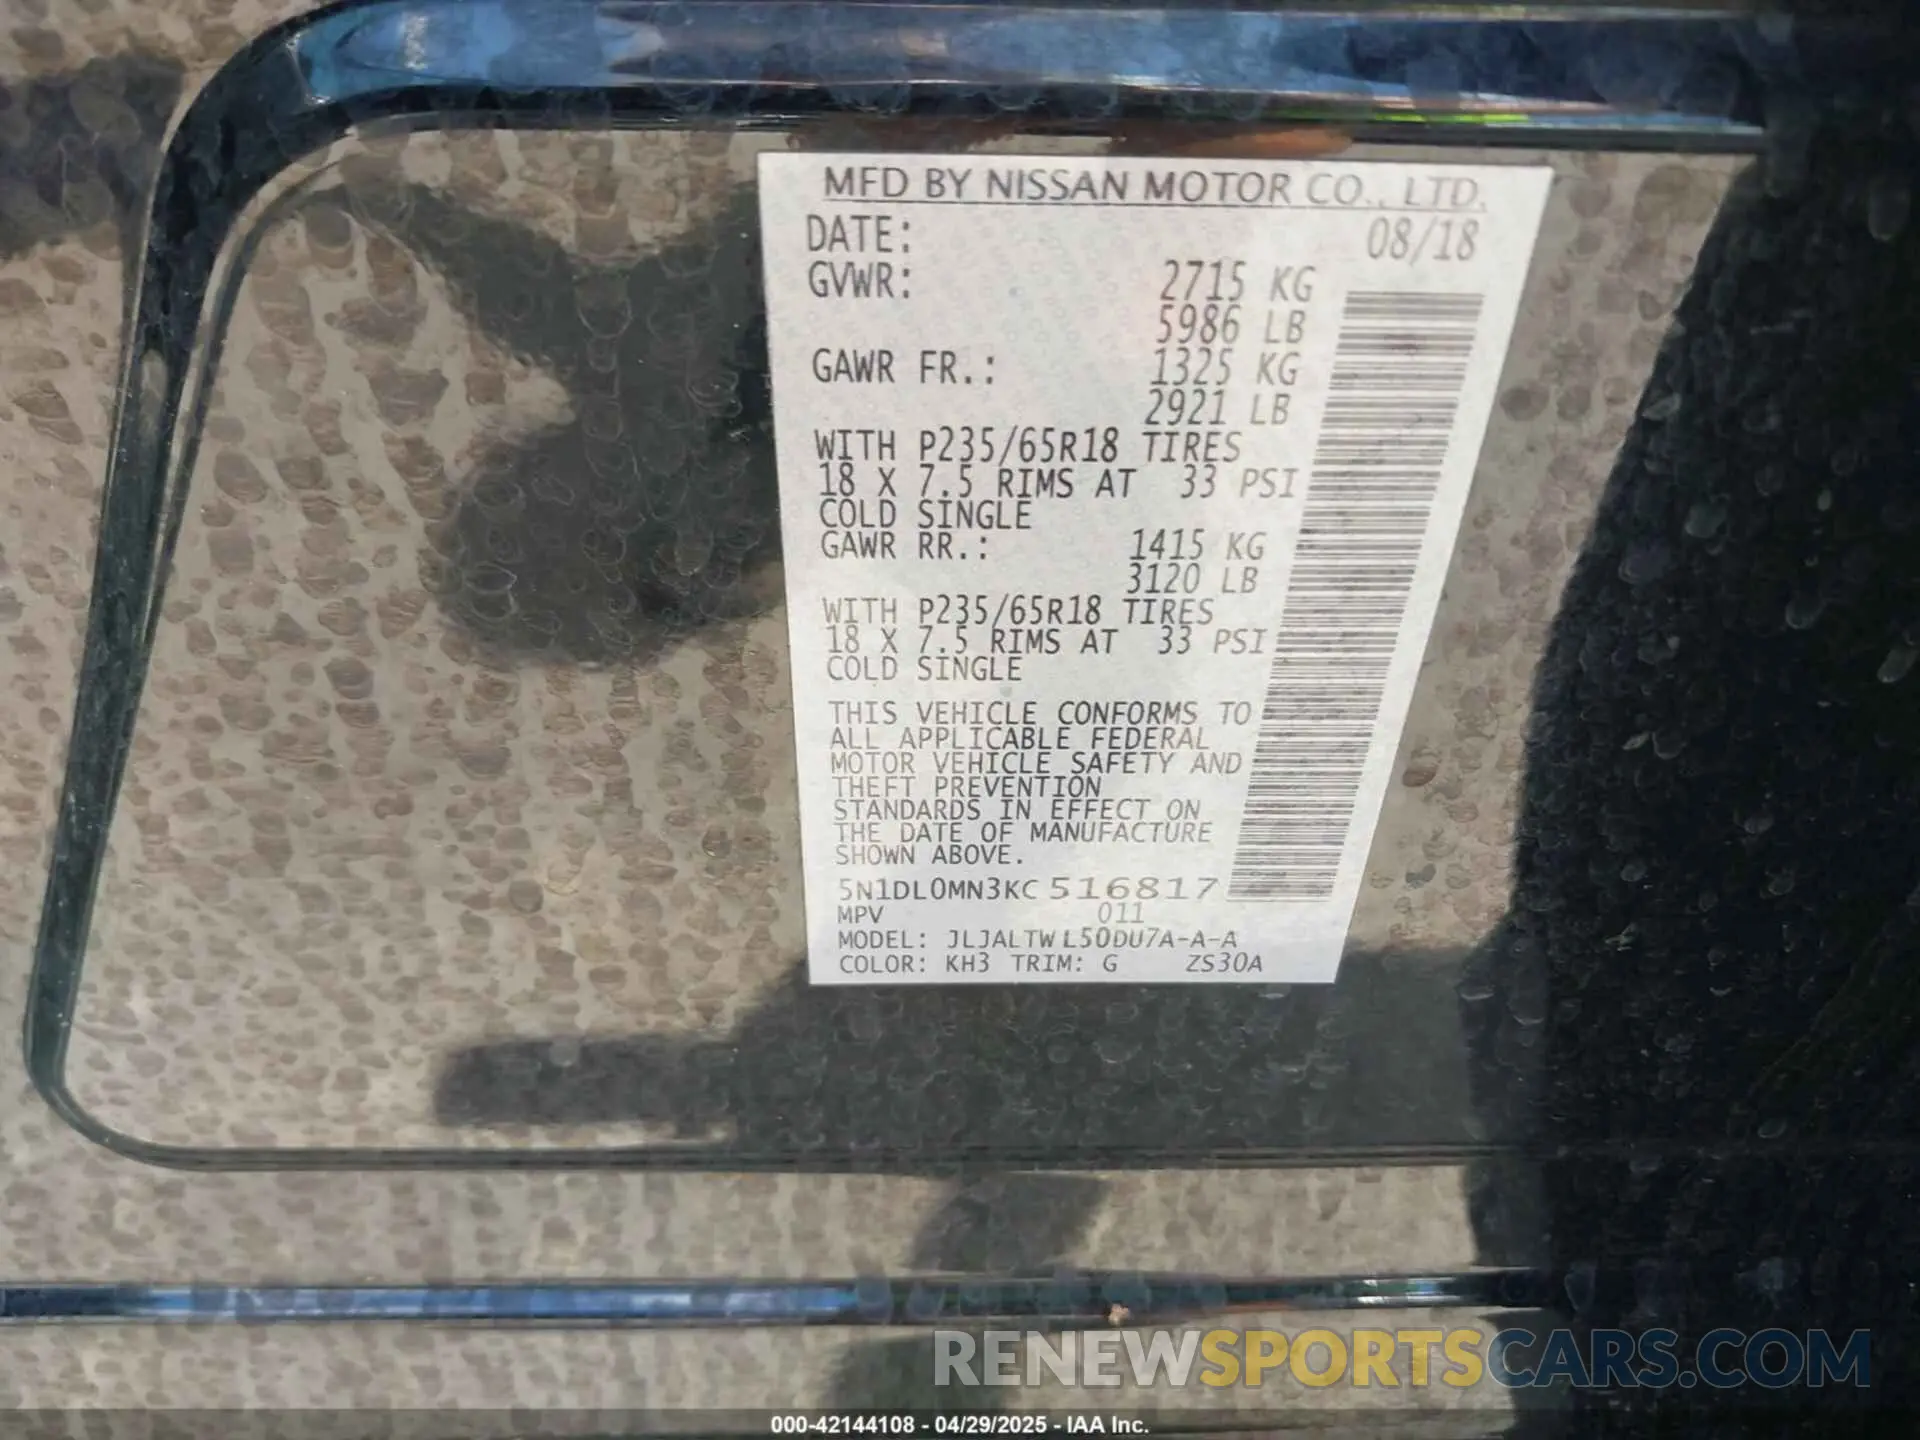 MFD BY NISSAN MOTOR CO., LTD.
DATE: 08/18
GVWR: 2715 KG
5986 LB
GAWR FR.: 1325 KG
2921 LB
WITH P235/65R18 TIRES
18 X 7.5 RIMS AT 33 PSI
COLD SINGLE
GAWR RR.: 1415 KG
3120 LB
WITH P235/65R18 TIRES
18 X 7.5 RIMS AT 33 PSI
COLD SINGLE
THIS VEHICLE CONFORMS TO
ALL APPLICABLE FEDERAL
MOTOR VEHICLE SAFETY AND
THEFT PREVENTION
STANDARDS IN EFFECT ON
THE DATE OF MANUFACTURE
SHOWN ABOVE.
5N1DL0MN3KC516817
MPV 011
MODEL: JLJALTWL50DU7A-A-A
COLOR: KH3 TRIM: G ZS30A
RENEWSPORTSCARS.COM
000-42144108 - 04/29/2025 - IAA Inc.